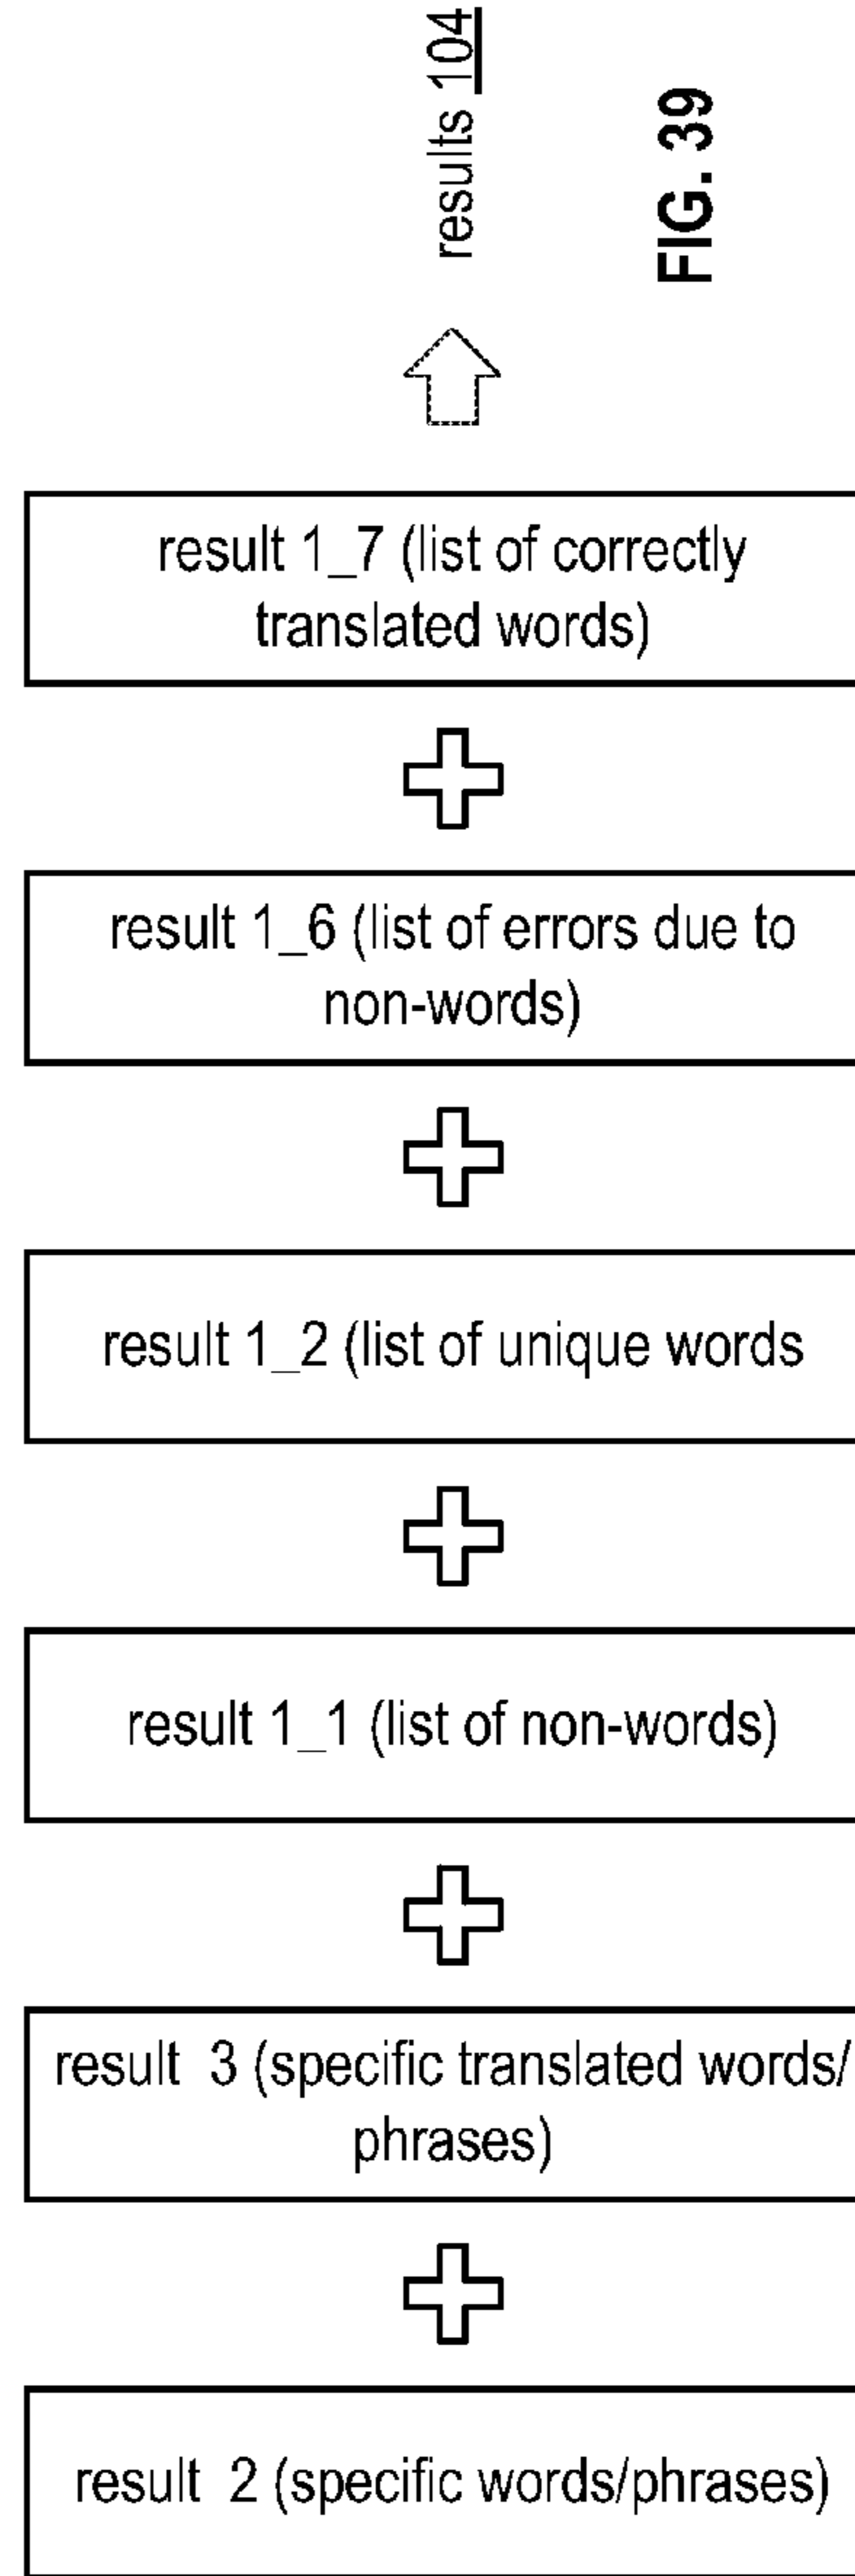 results 104
FIG. 39
result 1_7 (list of correctly
translated words)
result 1_6 (list of errors due to
non-words)
result 1_2 (list of unique words
result 1_1 (list of non-words)
result 3 (specific translated words/
phrases)
result 2 (specific words/phrases)